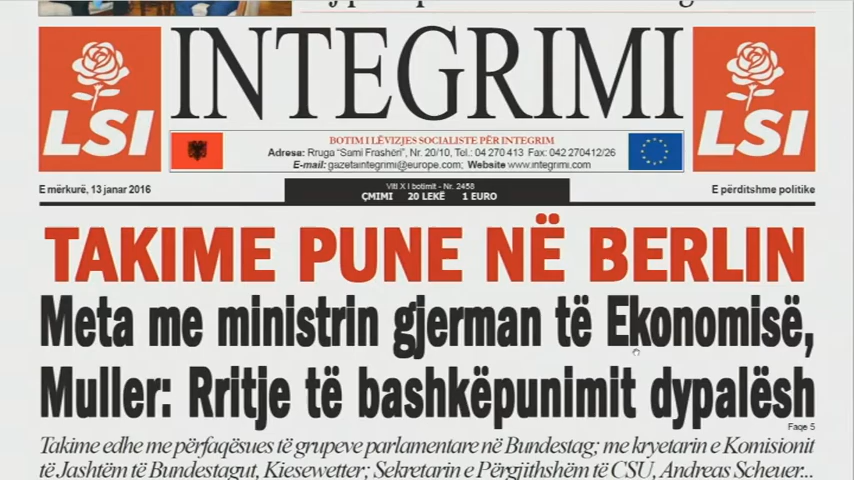 INTEGRIMI
LSI
LSI
BOTIM I LËVIZJES SOCIALISTE PËR INTEGRIM
Adresa: Rruga "Sami Frashëri", Nr. 20/10, Tel.: 04 270 413 Fax: 042 270412/26
E-mail: gazetaintegrimi@europe.com; Website www.integrimi.com
E mërkurë, 13 janar 2016
Viti X i botimit - Nr. 2458
ÇMIMI 20 LEKË 1 EURO
E përditshme politike
TAKIME PUNE NË BERLIN
Meta me ministrin gjerman të Ekonomisë,
Muller: Rritje të bashkëpunimit dypalësh
Faqe 5
Takime edhe me përfaqësues të grupeve parlamentare në Bundestag; me kryetarin e Komisionit
të Jashtëm të Bundestagut, Kiesewetter; Sekretarin e Përgjithshëm të CSU, Andreas Scheuer...